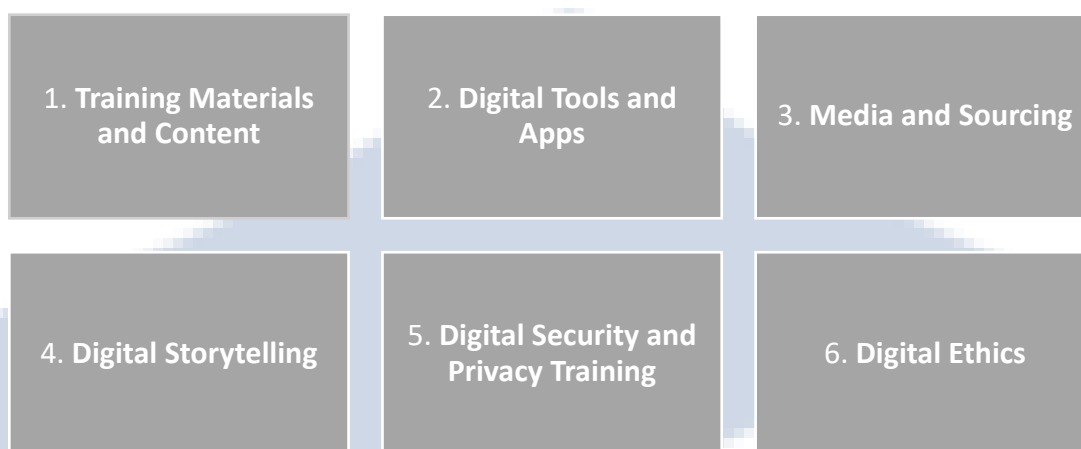 1. Training Materials
and Content
2. Digital Tools and
Apps
3. Media and Sourcing
4. Digital Storytelling
5. Digital Security and
Privacy Training
6. Digital Ethics